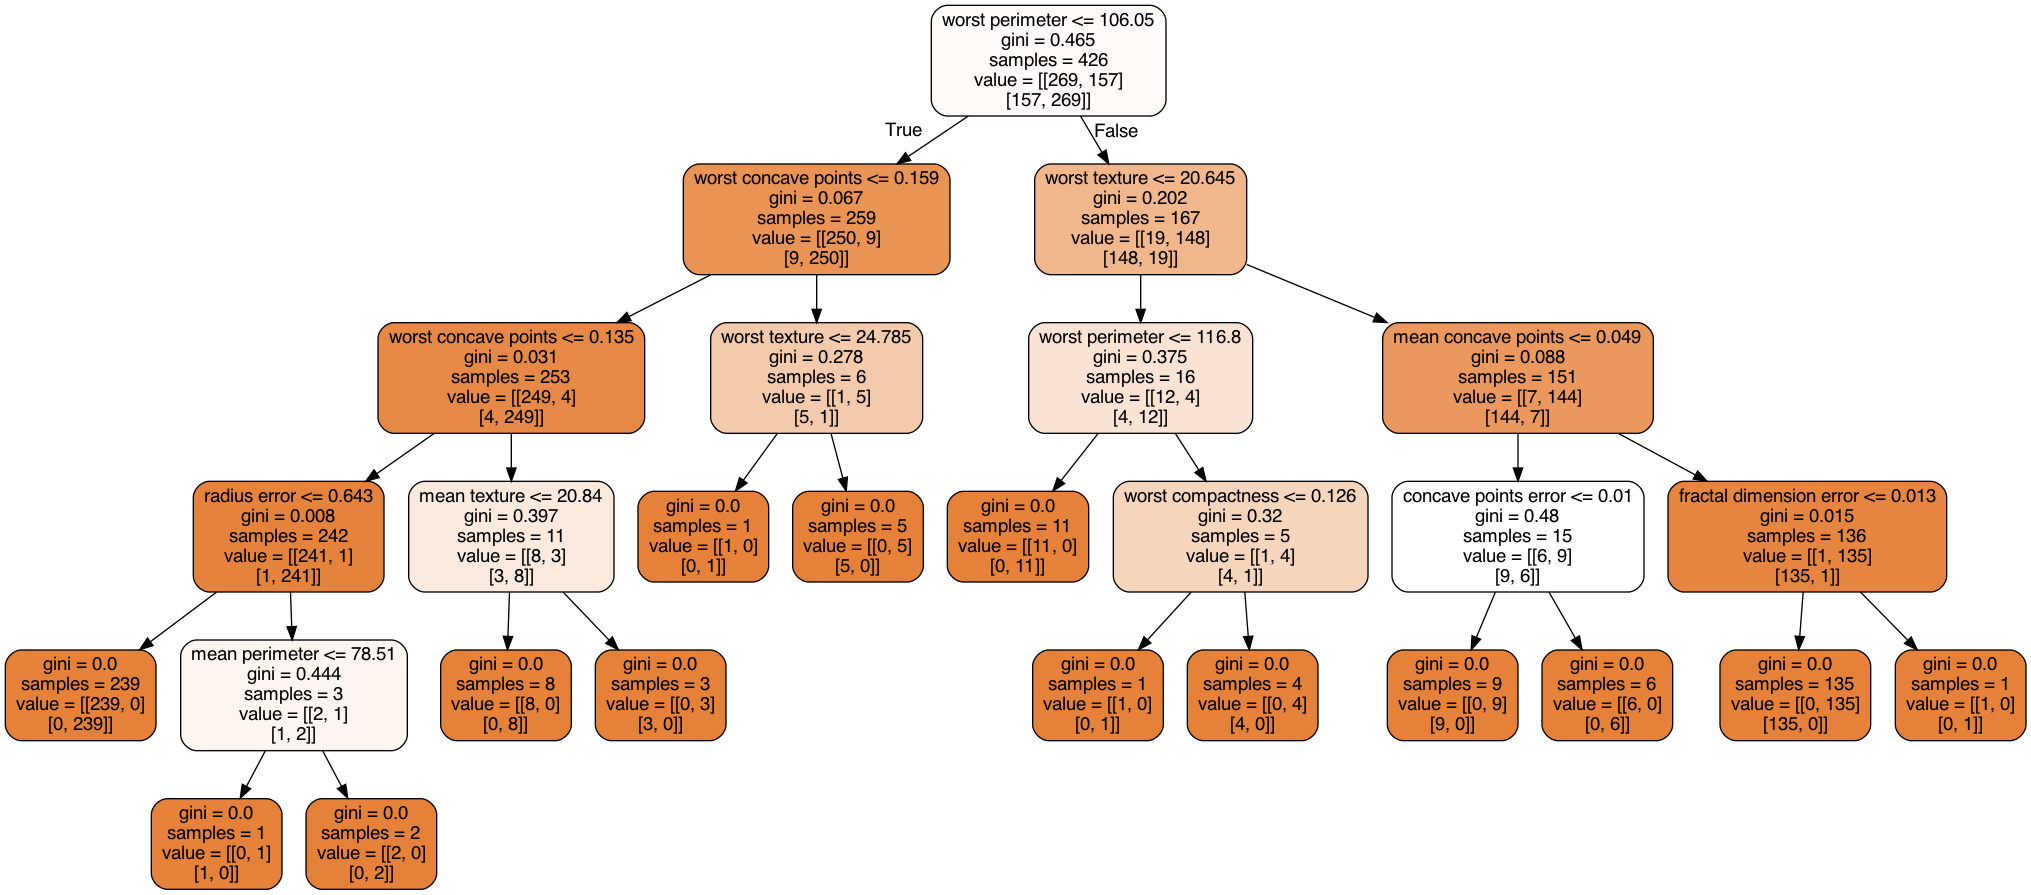 worst perimeter <= 106.05
gini = 0.465
samples = 426
value = [[269, 157]
[157, 269]]
True
False
worst concave points <= 0.159
gini = 0.067
samples = 259
value = [[250, 9]
[9, 250]]
worst texture <= 20.645
gini = 0.202
samples = 167
value = [[19, 148]
[148, 19]]
worst concave points <= 0.135
gini = 0.031
samples = 253
value = [[249, 4]
[4, 249]]
worst texture <= 24.785
gini = 0.278
samples = 6
value = [[1, 5]
[5, 1]]
worst perimeter <= 116.8
gini = 0.375
samples = 16
value = [[12, 4]
[4, 12]]
mean concave points <= 0.049
gini = 0.088
samples = 151
value = [[7, 144]
[144, 7]]
radius error <= 0.643
gini = 0.008
samples = 242
value = [[241, 1]
[1, 241]]
mean texture <= 20.84
gini = 0.397
samples = 11
value = [[8, 3]
[3, 8]]
gini = 0.0
samples = 1
value = [[1, 0]
[0, 1]]
gini = 0.0
samples = 5
value = [[0, 5]
[5, 0]]
gini = 0.0
samples = 11
value = [[11, 0]
[0, 11]]
worst compactness <= 0.126
gini = 0.32
samples = 5
value = [[1, 4]
[4, 1]]
concave points error <= 0.01
gini = 0.48
samples = 15
value = [[6, 9]
[9, 6]]
fractal dimension error <= 0.013
gini = 0.015
samples = 136
value = [[1, 135]
[135, 1]]
gini = 0.0
samples = 239
value = [[239, 0]
[0, 239]]
mean perimeter <= 78.51
gini = 0.444
samples = 3
value = [[2, 1]
[1, 2]]
gini = 0.0
samples = 8
value = [[8, 0]
[0, 8]]
gini = 0.0
samples = 3
value = [[0, 3]
[3, 0]]
gini = 0.0
samples = 1
value = [[1, 0]
[0, 1]]
gini = 0.0
samples = 4
value = [[0, 4]
[4, 0]]
gini = 0.0
samples = 9
value = [[0, 9]
[9, 0]]
gini = 0.0
samples = 6
value = [[6, 0]
[0, 6]]
gini = 0.0
samples = 135
value = [[0, 135]
[135, 0]]
gini = 0.0
samples = 1
value = [[1, 0]
[0, 1]]
gini = 0.0
samples = 1
value = [[0, 1]
[1, 0]]
gini = 0.0
samples = 2
value = [[2, 0]
[0, 2]]